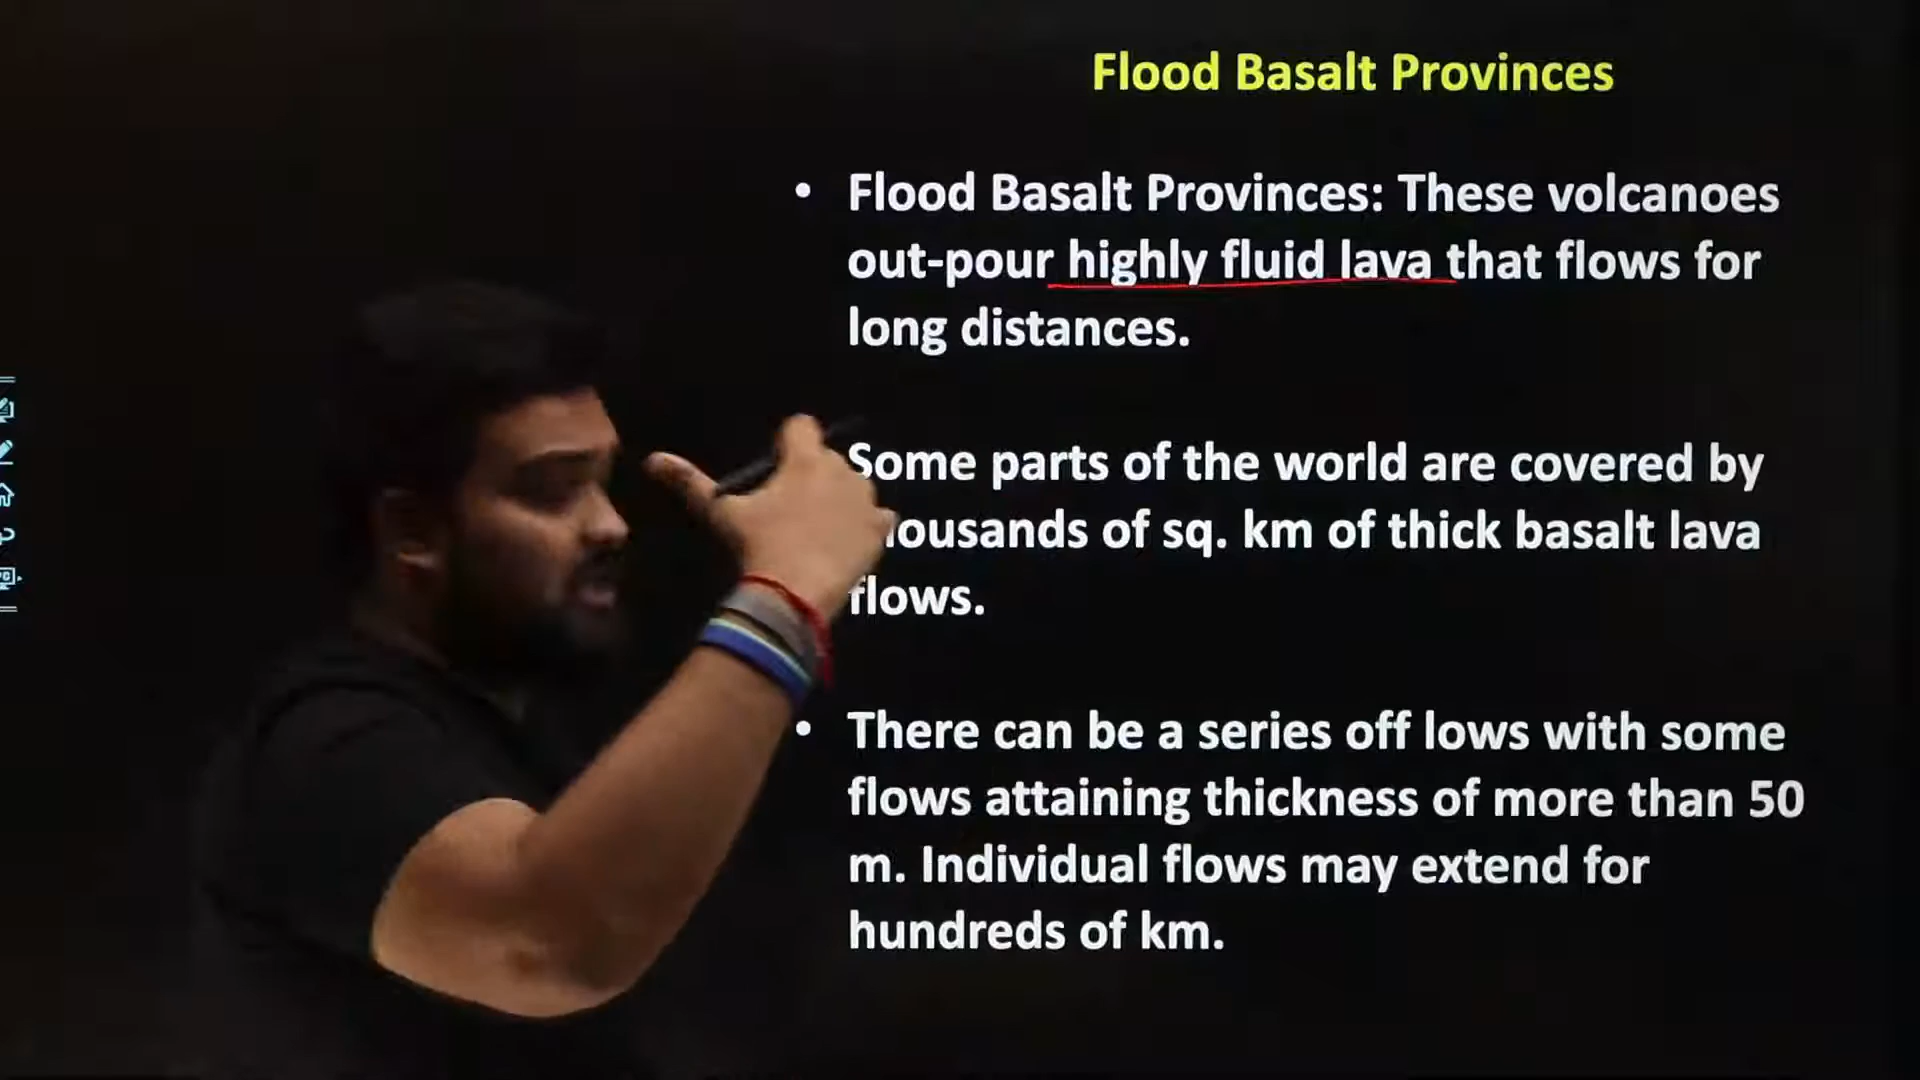 Flood Basalt Provinces
• Flood Basalt Provinces: These volcanoes
out-pour highly fluid lava that flows for
long distances.
Some parts of the world are covered by
of sq. km of thick basalt lava
flows.
• There can be a series off lows with some
flows attaining thickness of more than 50
m. Individual flows may extend for
hundreds of km.